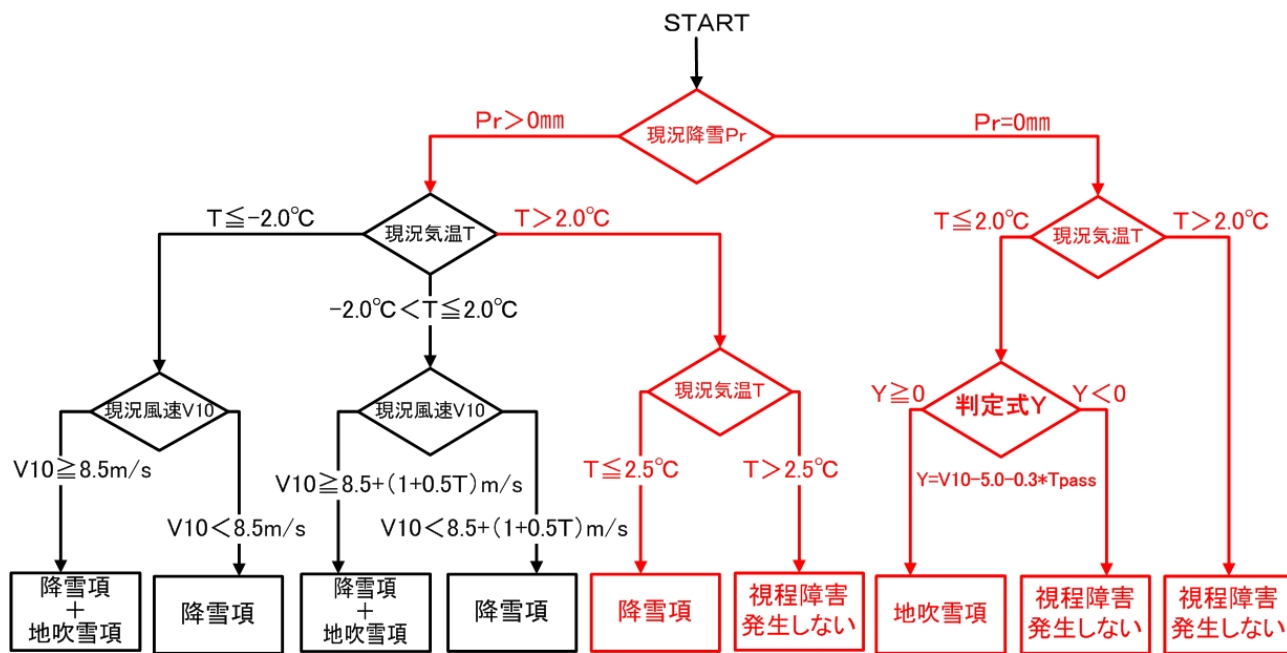 START
Pr>0mm
現況降雪Pr
Pr=0mm
T≦-2.0℃
現況気温T
T>2.0℃
T≦2.0℃
現況気温T
T>2.0℃
-2.0℃<T≦2.0℃
現況風速V10
現況風速V10
現況気温T
Y≧0
判定式Y
Y<0
V10≧8.5m/s
V10≧8.5+(1+0.5T)m/s
T≦2.5℃
T>2.5℃
Y=V10-5.0-0.3*Tpass
V10<8.5m/s
V10<8.5+(1+0.5T)m/s
降雪項
+
地吹雪項
降雪項
降雪項
+
地吹雪項
降雪項
降雪項
視程障害
発生しない
地吹雪項
視程障害
発生しない
視程障害
発生しない